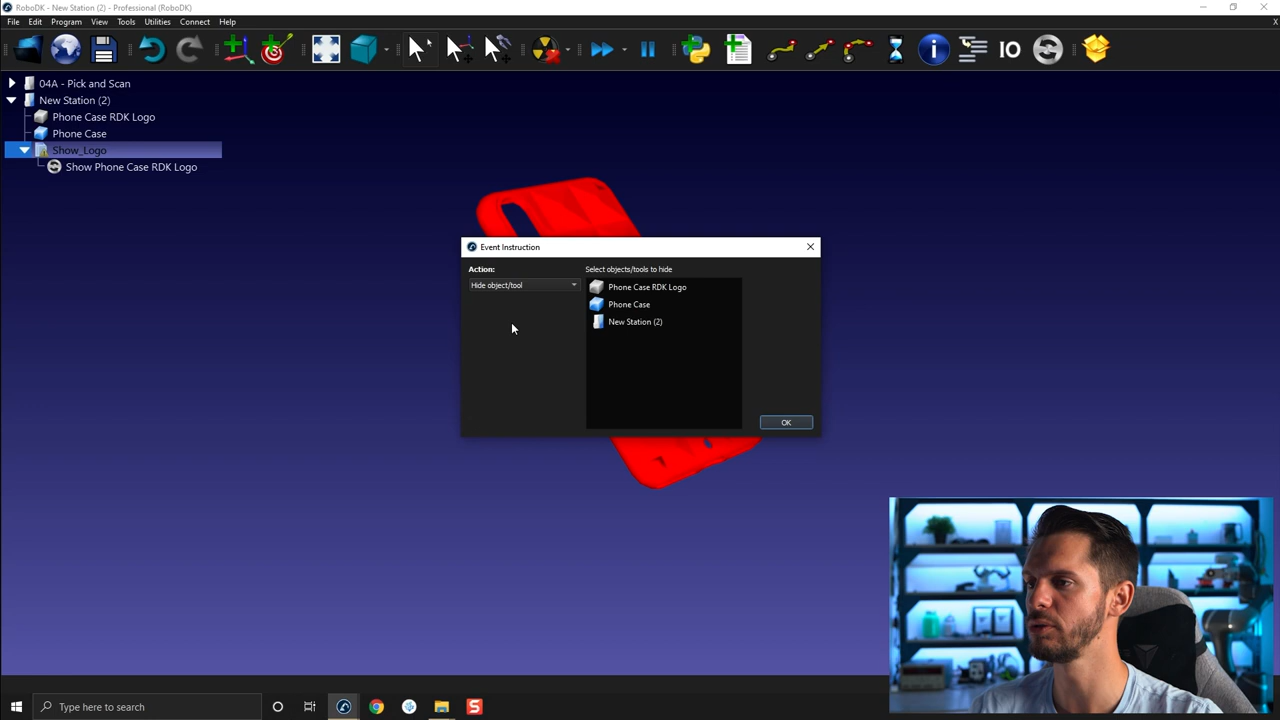 RoboDK - New Station (2) - Professional (RoboDK)
File Edit Program View Tools Utilities Connect Help
IO
04A - Pick and Scan
New Station (2)
Phone Case RDK Logo
Phone Case
Show_Logo
Show Phone Case RDK Logo
Event Instruction
Action:
Select objects/tools to hide
Hide object/tool
Phone Case RDK Logo
Phone Case
New Station (2)
OK
Type here to search
S